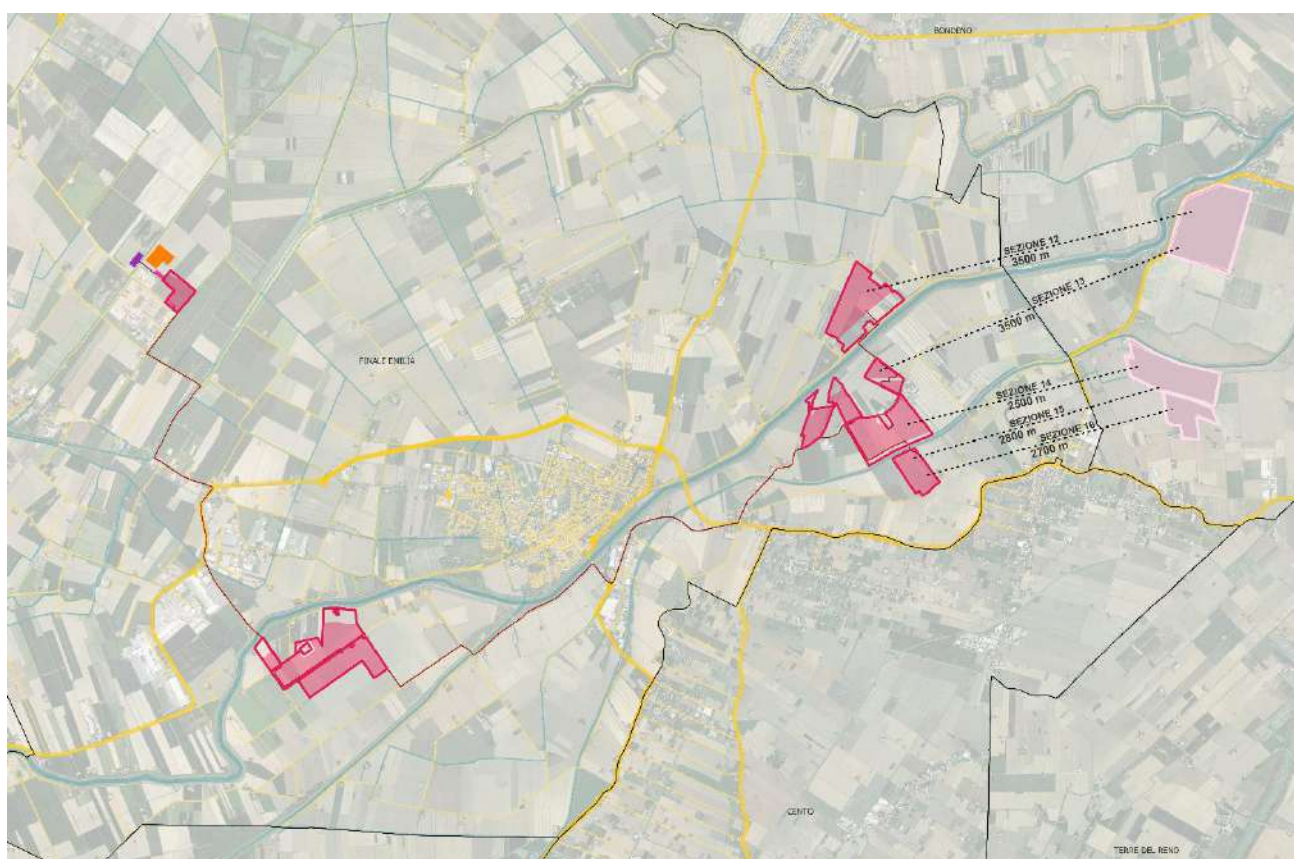 BONDENO
SEZIONE 12
3500 m
SEZIONE 13
3500 m
FINALE EMILIA
SEZIONE 14
2500 m
SEZIONE 15
2800 m
SEZIONE 16
2700 m
CENTO
TERRE DEL RENO